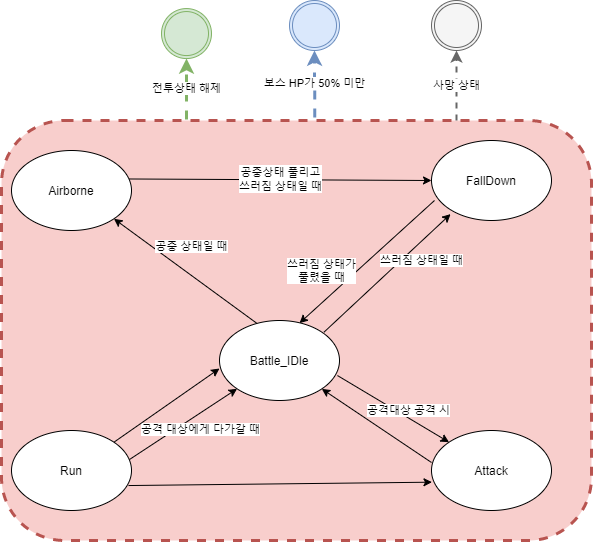 전투상태 해제
보스 HP가 50% 미만
사망 상태
Airborne
공중상태 풀리고
쓰러짐 상태일 때
FallDown
공중 상태일 때
쓰러짐 상태가
풀렸을 때
쓰러짐 상태일 때
Battle_IDle
공격 대상에게 다가갈 때
공격대상 공격 시
Run
Attack